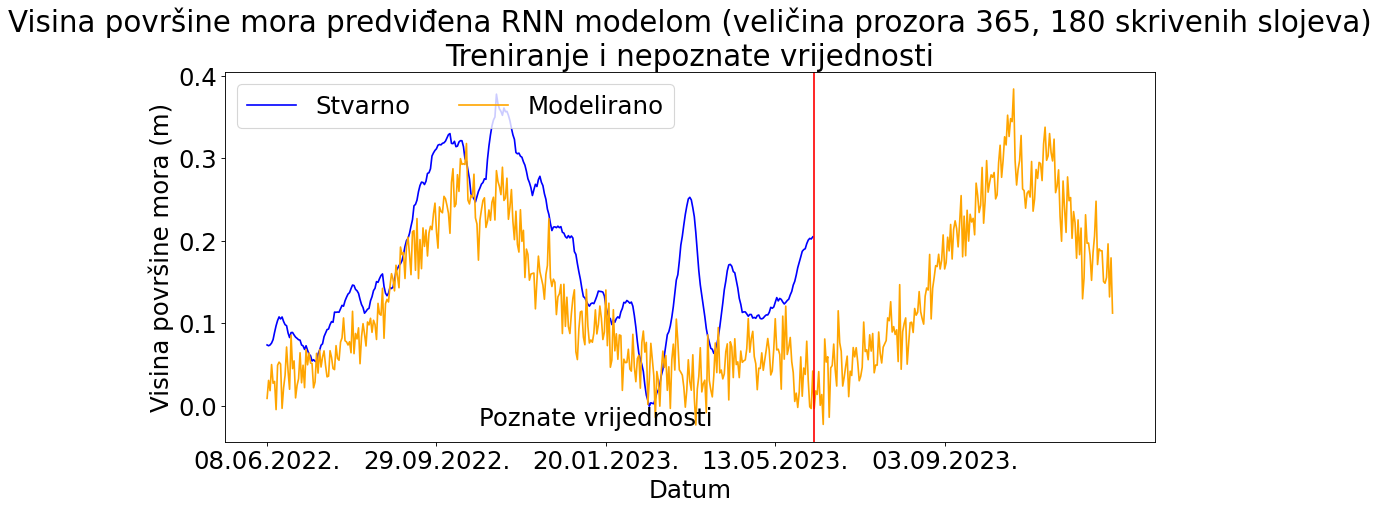 Visina površine mora predviđena RNN modelom (veličina prozora 365, 180 skrivenih slojeva)
Treniranje i nepoznate vrijednosti
Stvarno Modelirano
Visina površine mora (m)
0.4
0.3
0.2
0.1
0.0
Poznate vrijednosti
08.06.2022. 29.09.2022. 20.01.2023. 13.05.2023. 03.09.2023.
Datum